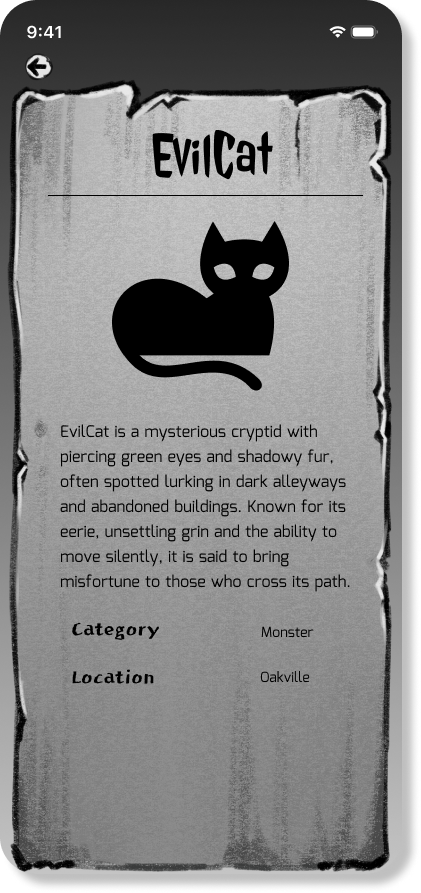 9:41
EvilCat
EvilCat is a mysterious cryptid with
piercing green eyes and shadowy fur,
often spotted lurking in dark alleyways
and abandoned buildings. Known for its
eerie, unsettling grin and the ability to
move silently, it is said to bring
misfortune to those who cross its path.
Category Monster
Location Oakville